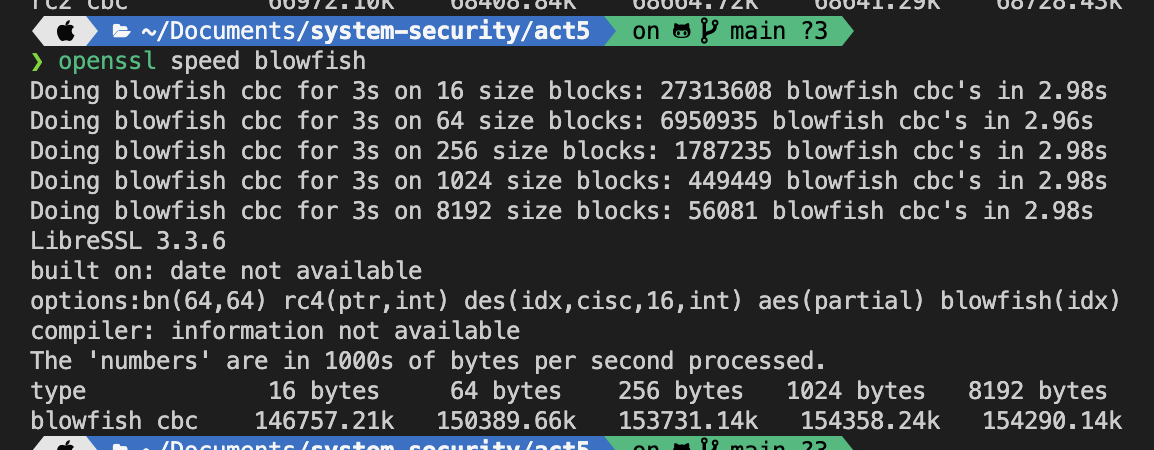 rc2 cbc 66972.10k 68408.84k 68664.72k 68641.29k 68728.43k
~/Documents/system-security/act5 on main ?3
❯ openssl speed blowfish
Doing blowfish cbc for 3s on 16 size blocks: 27313608 blowfish cbc's in 2.98s
Doing blowfish cbc for 3s on 64 size blocks: 6950935 blowfish cbc's in 2.96s
Doing blowfish cbc for 3s on 256 size blocks: 1787235 blowfish cbc's in 2.98s
Doing blowfish cbc for 3s on 1024 size blocks: 449449 blowfish cbc's in 2.98s
Doing blowfish cbc for 3s on 8192 size blocks: 56081 blowfish cbc's in 2.98s
LibreSSL 3.3.6
built on: date not available
options:bn(64,64) rc4(ptr,int) des(idx,cisc,16,int) aes(partial) blowfish(idx)
compiler: information not available
The 'numbers' are in 1000s of bytes per second processed.
type 16 bytes 64 bytes 256 bytes 1024 bytes 8192 bytes
blowfish cbc 146757.21k 150389.66k 153731.14k 154358.24k 154290.14k
~/Documents/system-security/act5 on main ?3